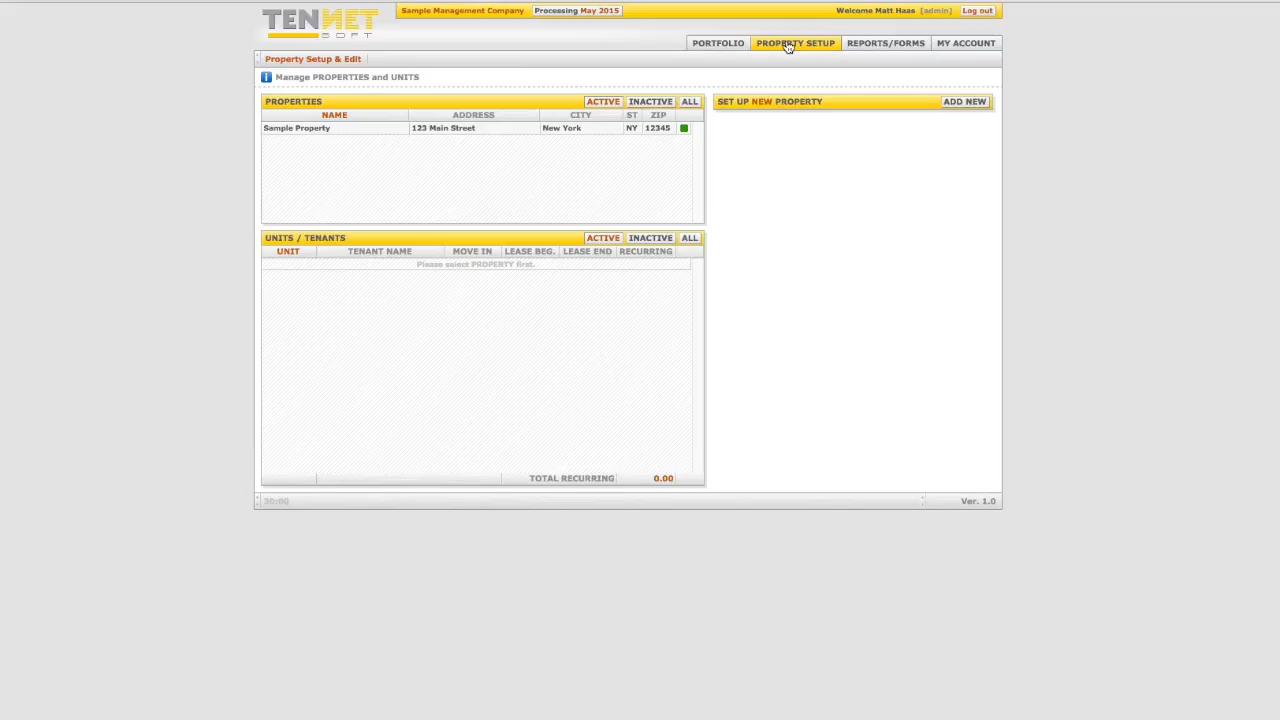 TENNET
SOFT
Sample Management Company Processing May 2015 Welcome Matt Haas [admin] Log out
PORTFOLIO PROPERTY SETUP REPORTS/FORMS MY ACCOUNT
Property Setup & Edit
i Manage PROPERTIES and UNITS
PROPERTIES ACTIVE INACTIVE ALL
NAME ADDRESS CITY ST ZIP
Sample Property 123 Main Street New York NY 12345
SET UP NEW PROPERTY ADD NEW
UNITS / TENANTS ACTIVE INACTIVE ALL
UNIT TENANT NAME MOVE IN LEASE BEG. LEASE END RECURRING
Please select PROPERTY first.
TOTAL RECURRING 0.00
30:00 Ver. 1.0